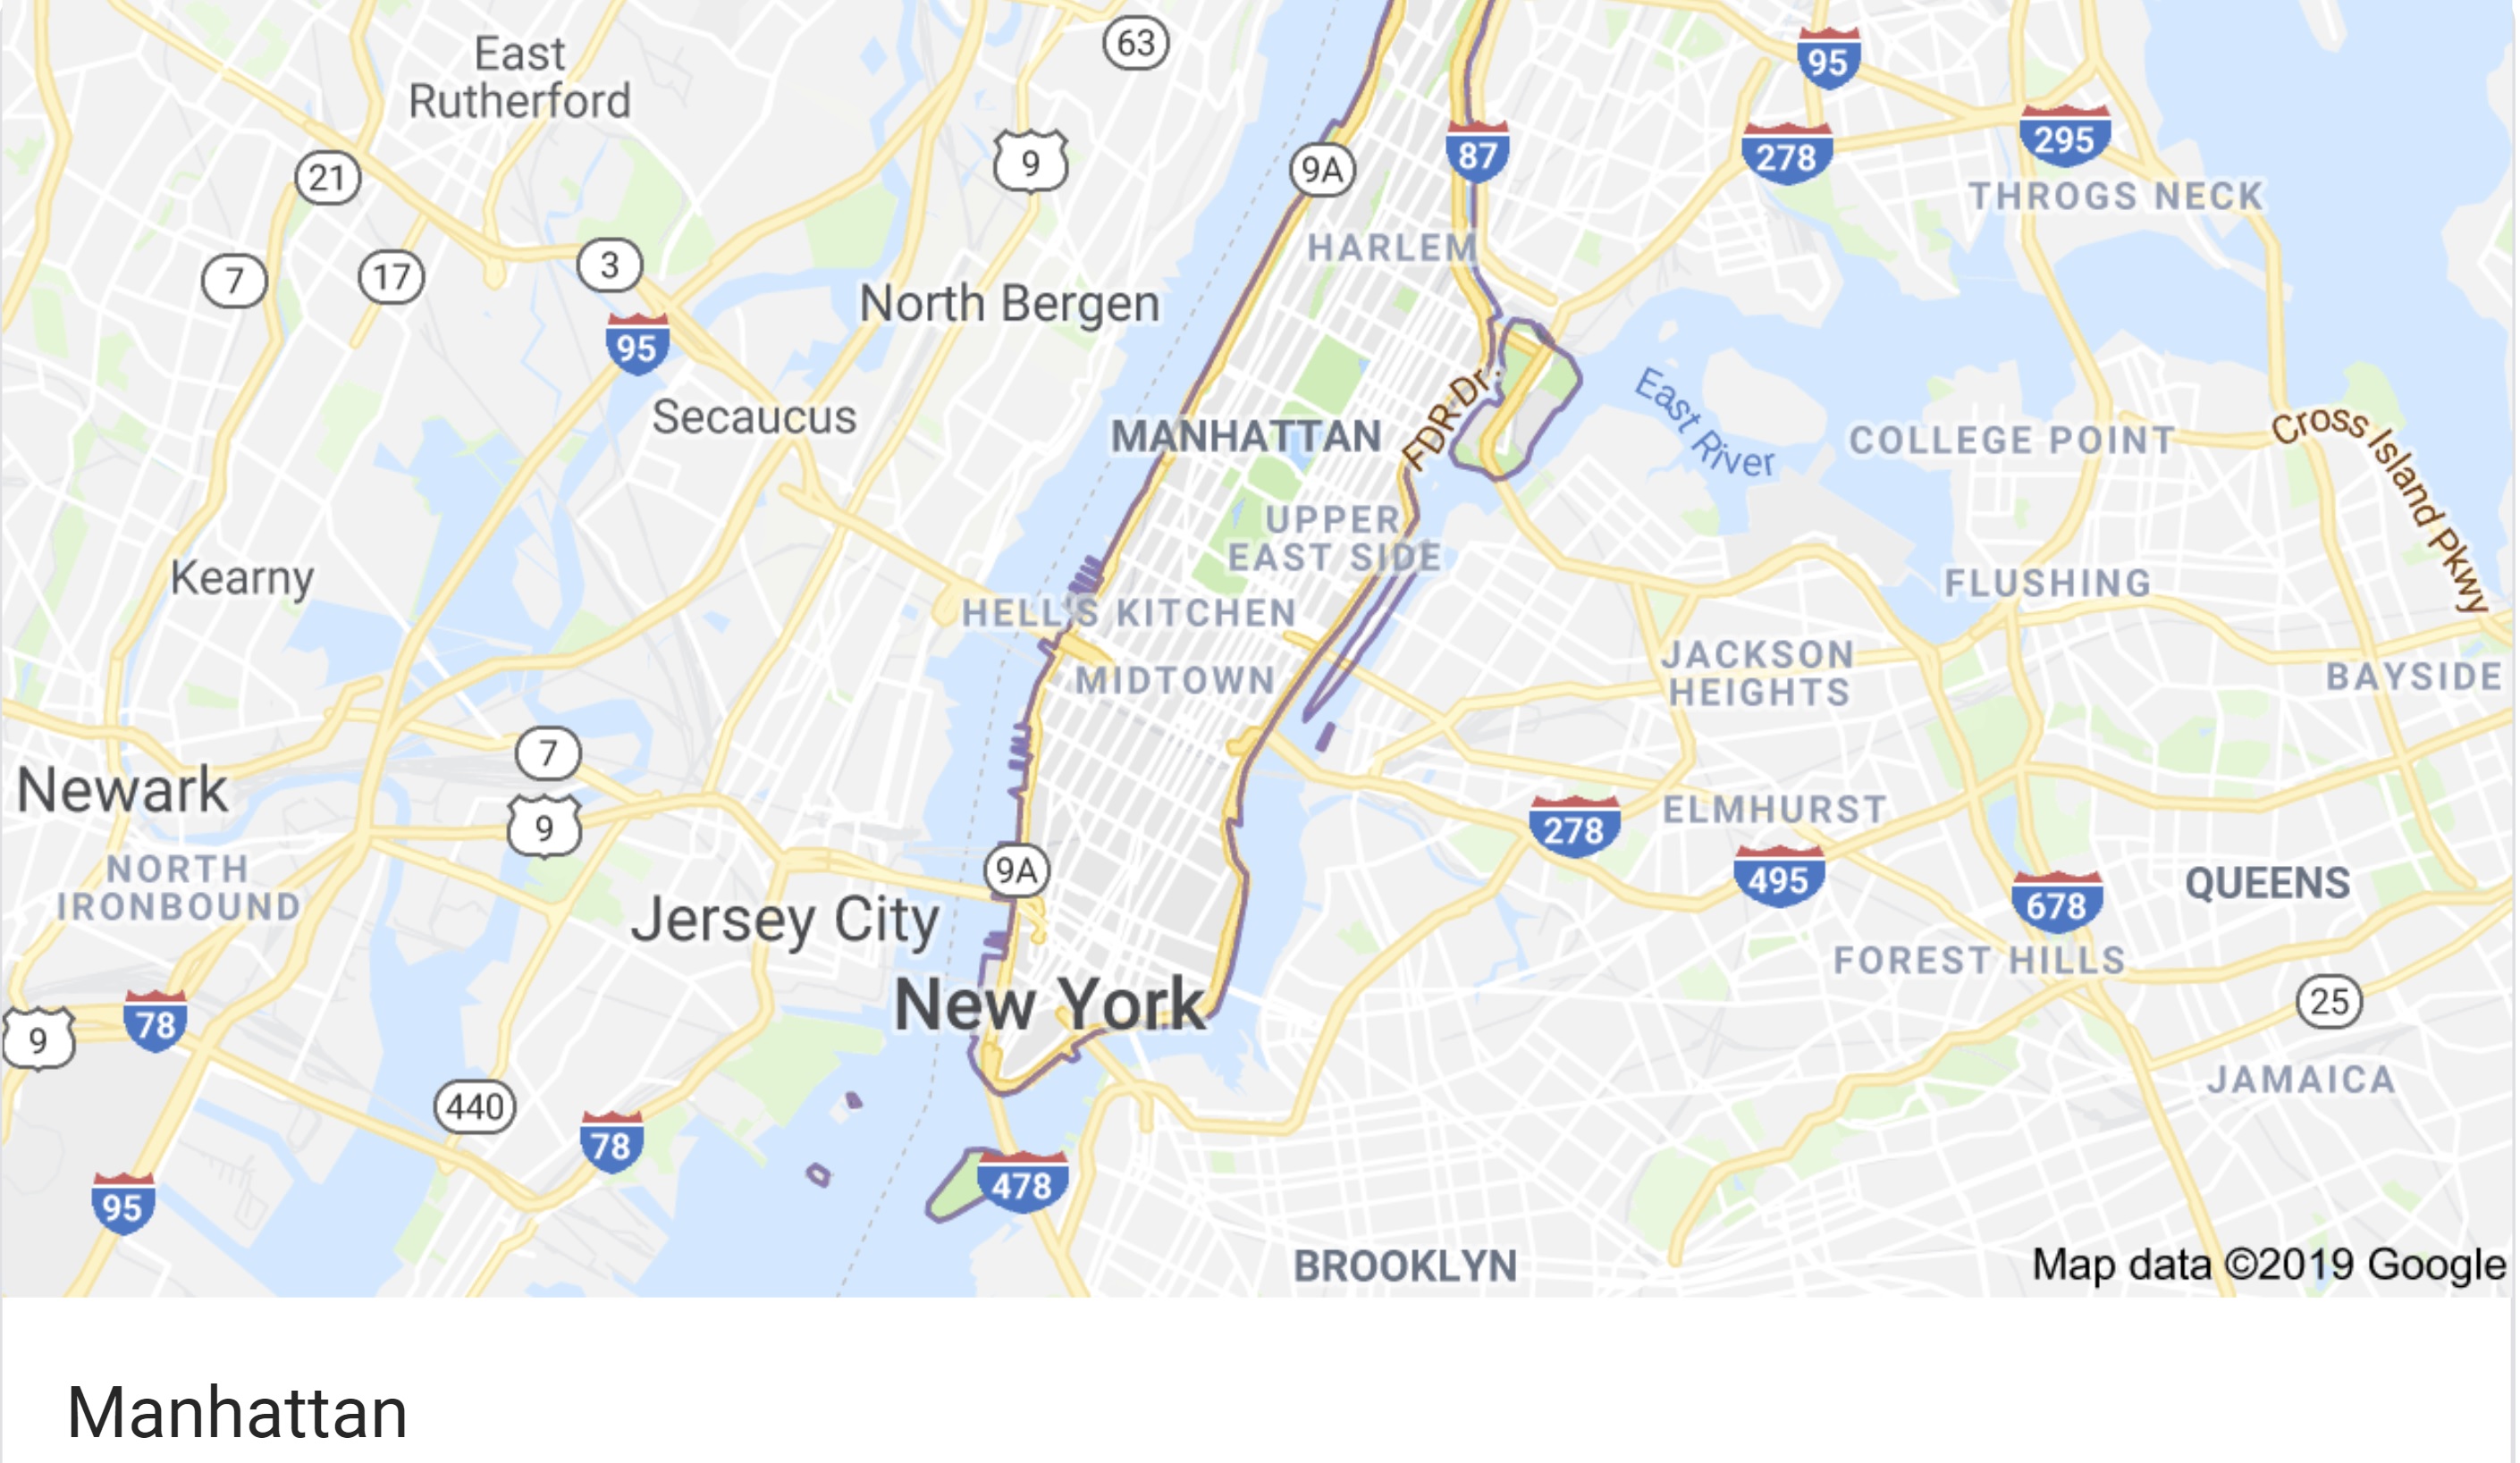 63
95
East
Rutherford
9
9A
87
278
295
21
THROGS NECK
HARLEM
3
7
17
North Bergen
95
FDR Dr
East River
Secaucus
MANHATTAN
COLLEGE POINT
Cross Island Pkwy
UPPER
EAST SIDE
Kearny
FLUSHING
HELL'S KITCHEN
JACKSON
HEIGHTS
MIDTOWN
BAYSIDE
7
Newark
9
278
ELMHURST
9A
495
QUEENS
NORTH
IRONBOUND
678
Jersey City
FOREST HILLS
New York
25
78
9
JAMAICA
440
78
478
95
BROOKLYN
Map data ©2019 Google
Manhattan